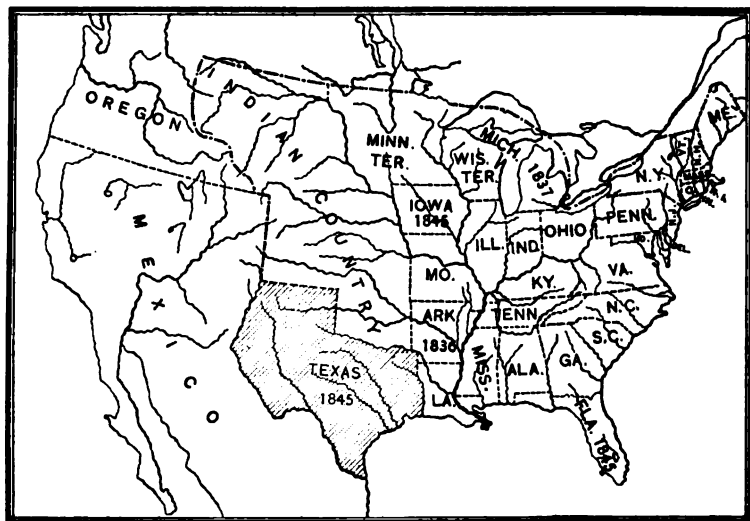 OREGON
INDIAN
COUNTRY
MEXICO
MINN.
TER.
WIS.
TER.
MICH.
1837
IOWA
1846
ILL.
IND.
OHIO
PENN.
N.Y.
VT.
N.H.
ME.
MO.
KY.
VA.
ARK
1836
TENN.
N.C.
S.C.
MISS.
ALA.
GA.
LA.
FLA. 1845
TEXAS
1845